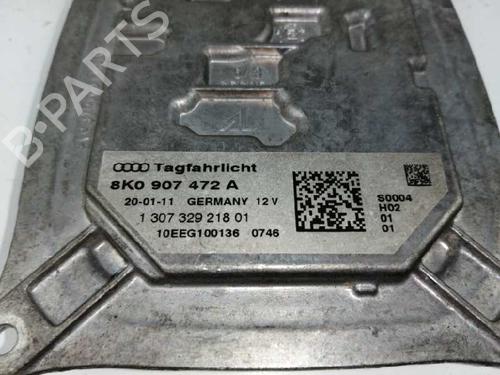 B-PARTS
Tagfahrlicht
8K0 907 472 A
20-01-11 GERMANY 12 V
1 307 329 218 01
10EEG100136 0746
S0004
H02
01
01